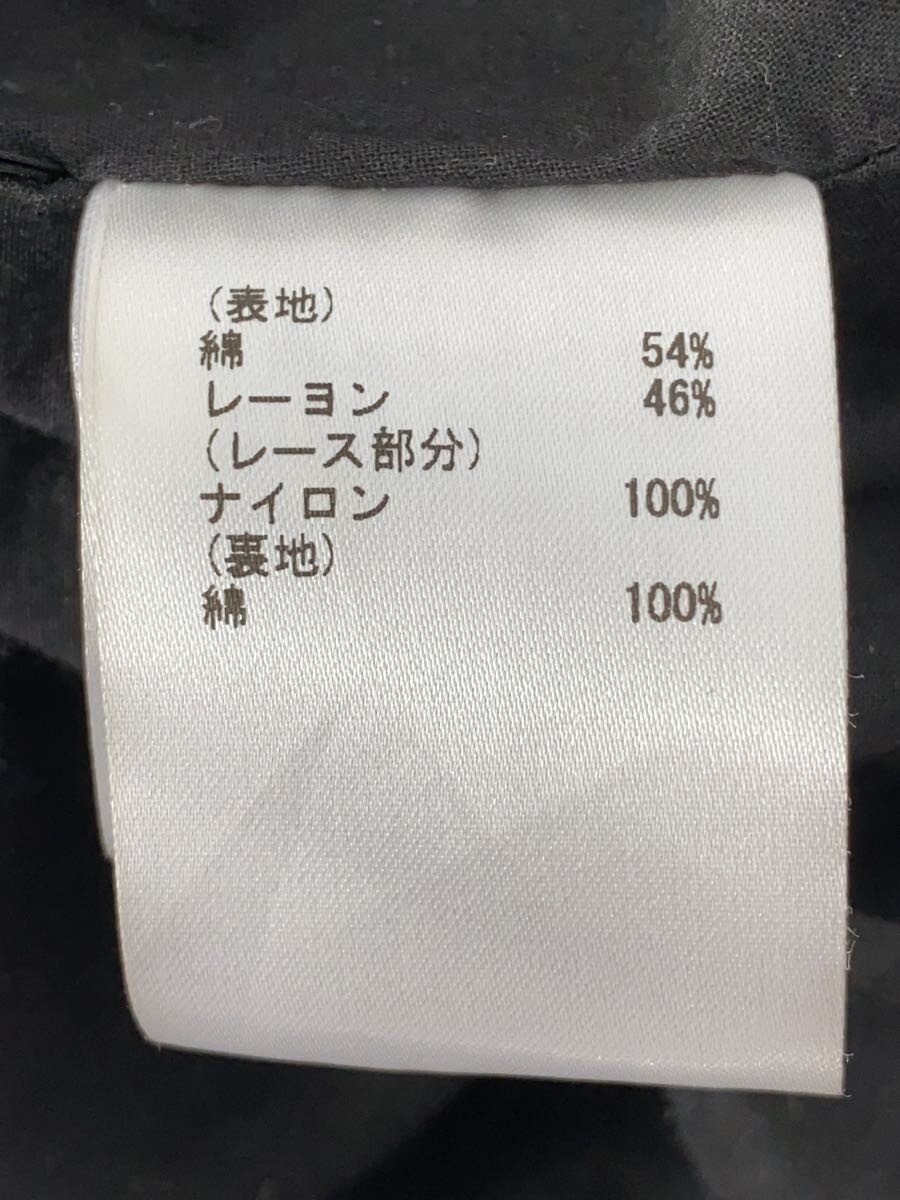 (表地)
綿 54%
レーヨン 46%
(レース部分)
ナイロン 100%
(裏地)
綿 100%